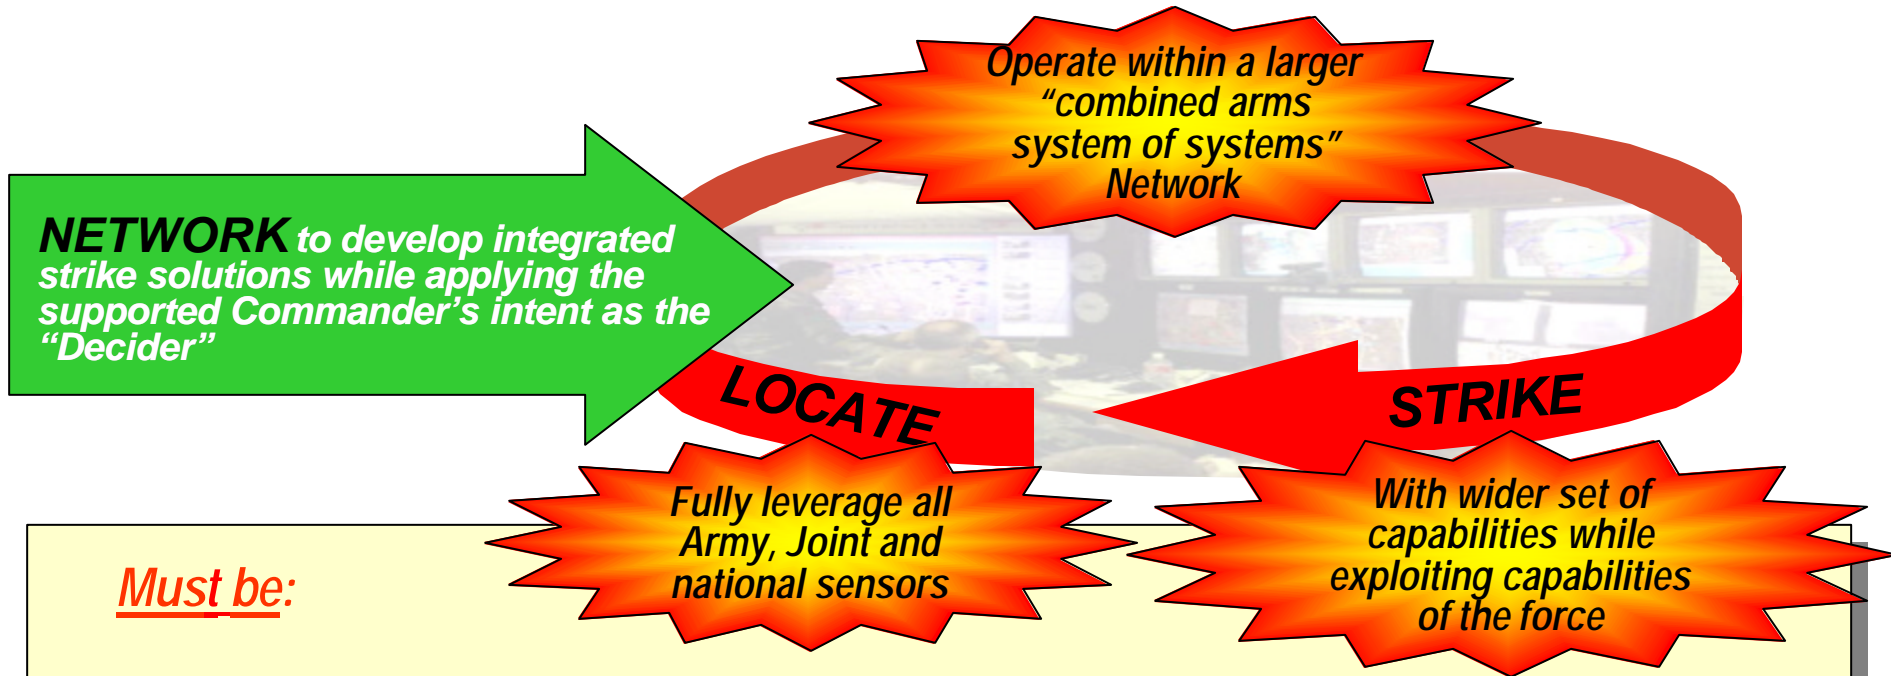 Operate within a larger
“combined arms
system of systems”
Network
NETWORK to develop integrated
strike solutions while applying the
supported Commander’s intent as the
“Decider”
LOCATE
STRIKE
Fully leverage all
Army, Joint and
national sensors
With wider set of
capabilities while
exploiting capabilities
of the force
Must be: